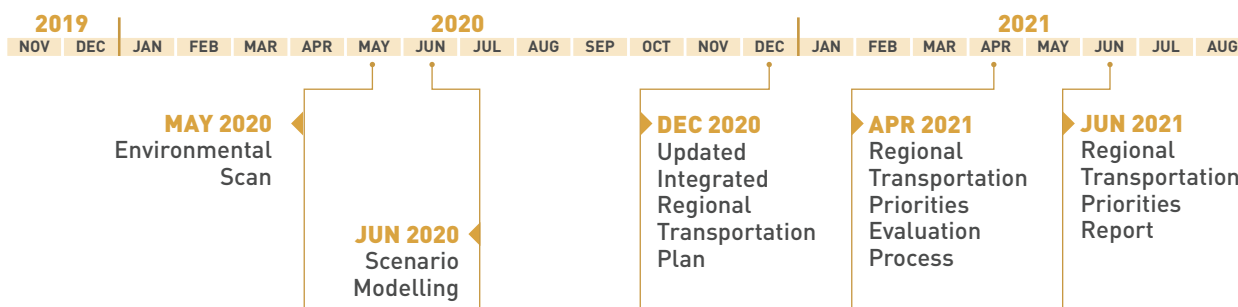 2019 2020 2021
NOV DEC JAN FEB MAR APR MAY JUN JUL AUG SEP OCT NOV DEC JAN FEB MAR APR MAY JUN JUL AUG
MAY 2020
Environmental
Scan
JUN 2020
Scenario
Modelling
DEC 2020
Updated
Integrated
Regional
Transportation
Plan
APR 2021
Regional
Transportation
Priorities
Evaluation
Process
JUN 2021
Regional
Transportation
Priorities
Report